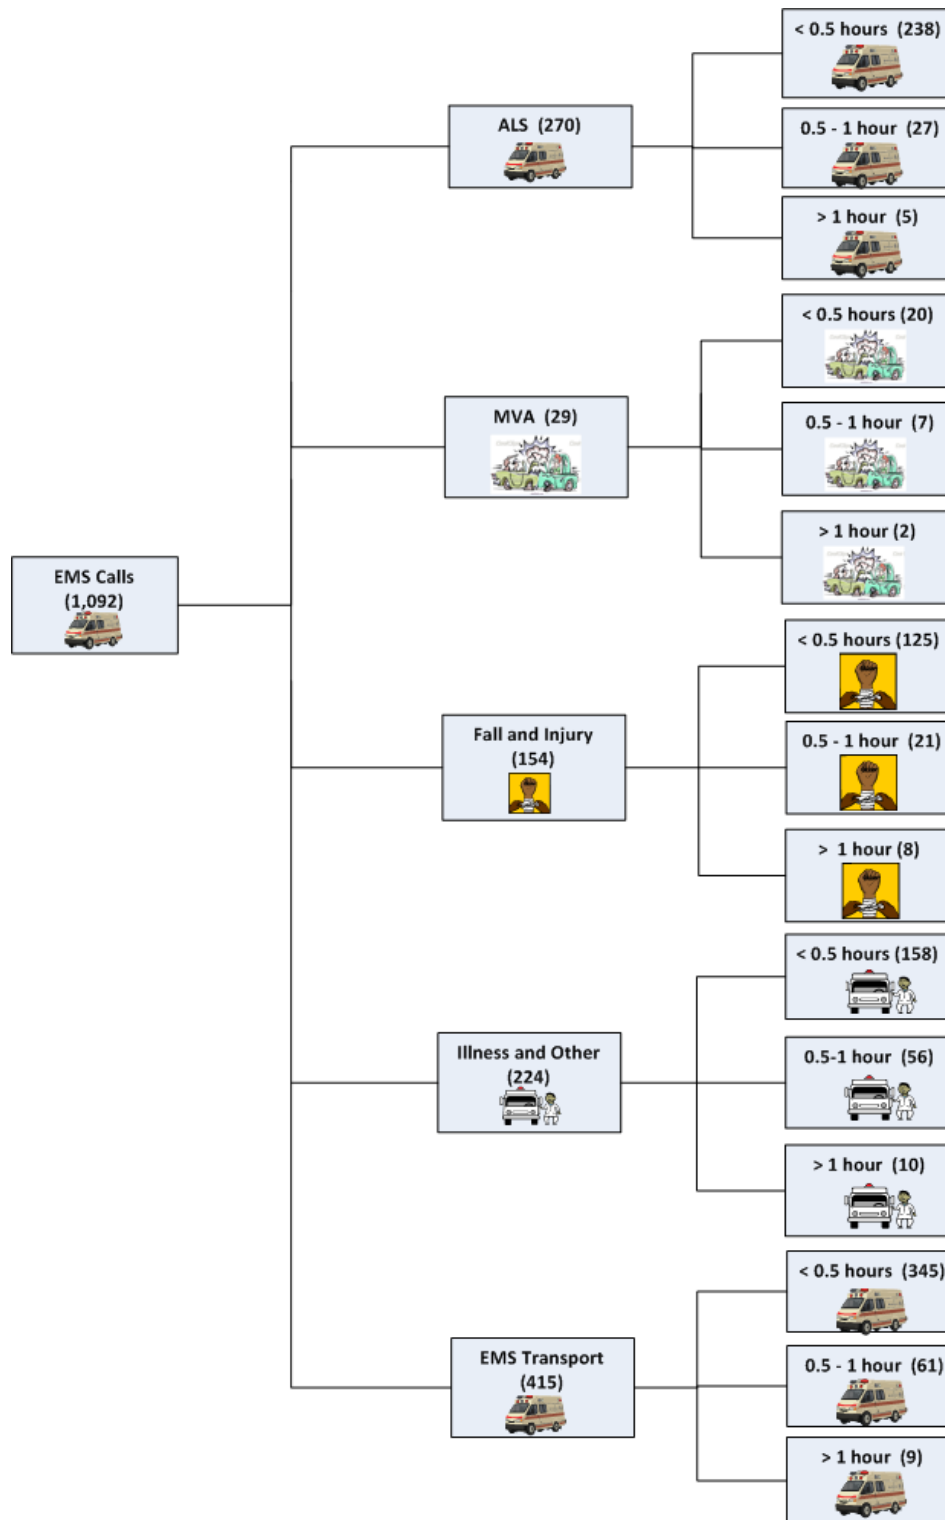 EMS Calls
(1,092)
ALS (270)
< 0.5 hours (238)
0.5 - 1 hour (27)
> 1 hour (5)
MVA (29)
< 0.5 hours (20)
0.5 - 1 hour (7)
> 1 hour (2)
Fall and Injury
(154)
< 0.5 hours (125)
0.5 - 1 hour (21)
> 1 hour (8)
Illness and Other
(224)
< 0.5 hours (158)
0.5-1 hour (56)
> 1 hour (10)
EMS Transport
(415)
< 0.5 hours (345)
0.5 - 1 hour (61)
> 1 hour (9)